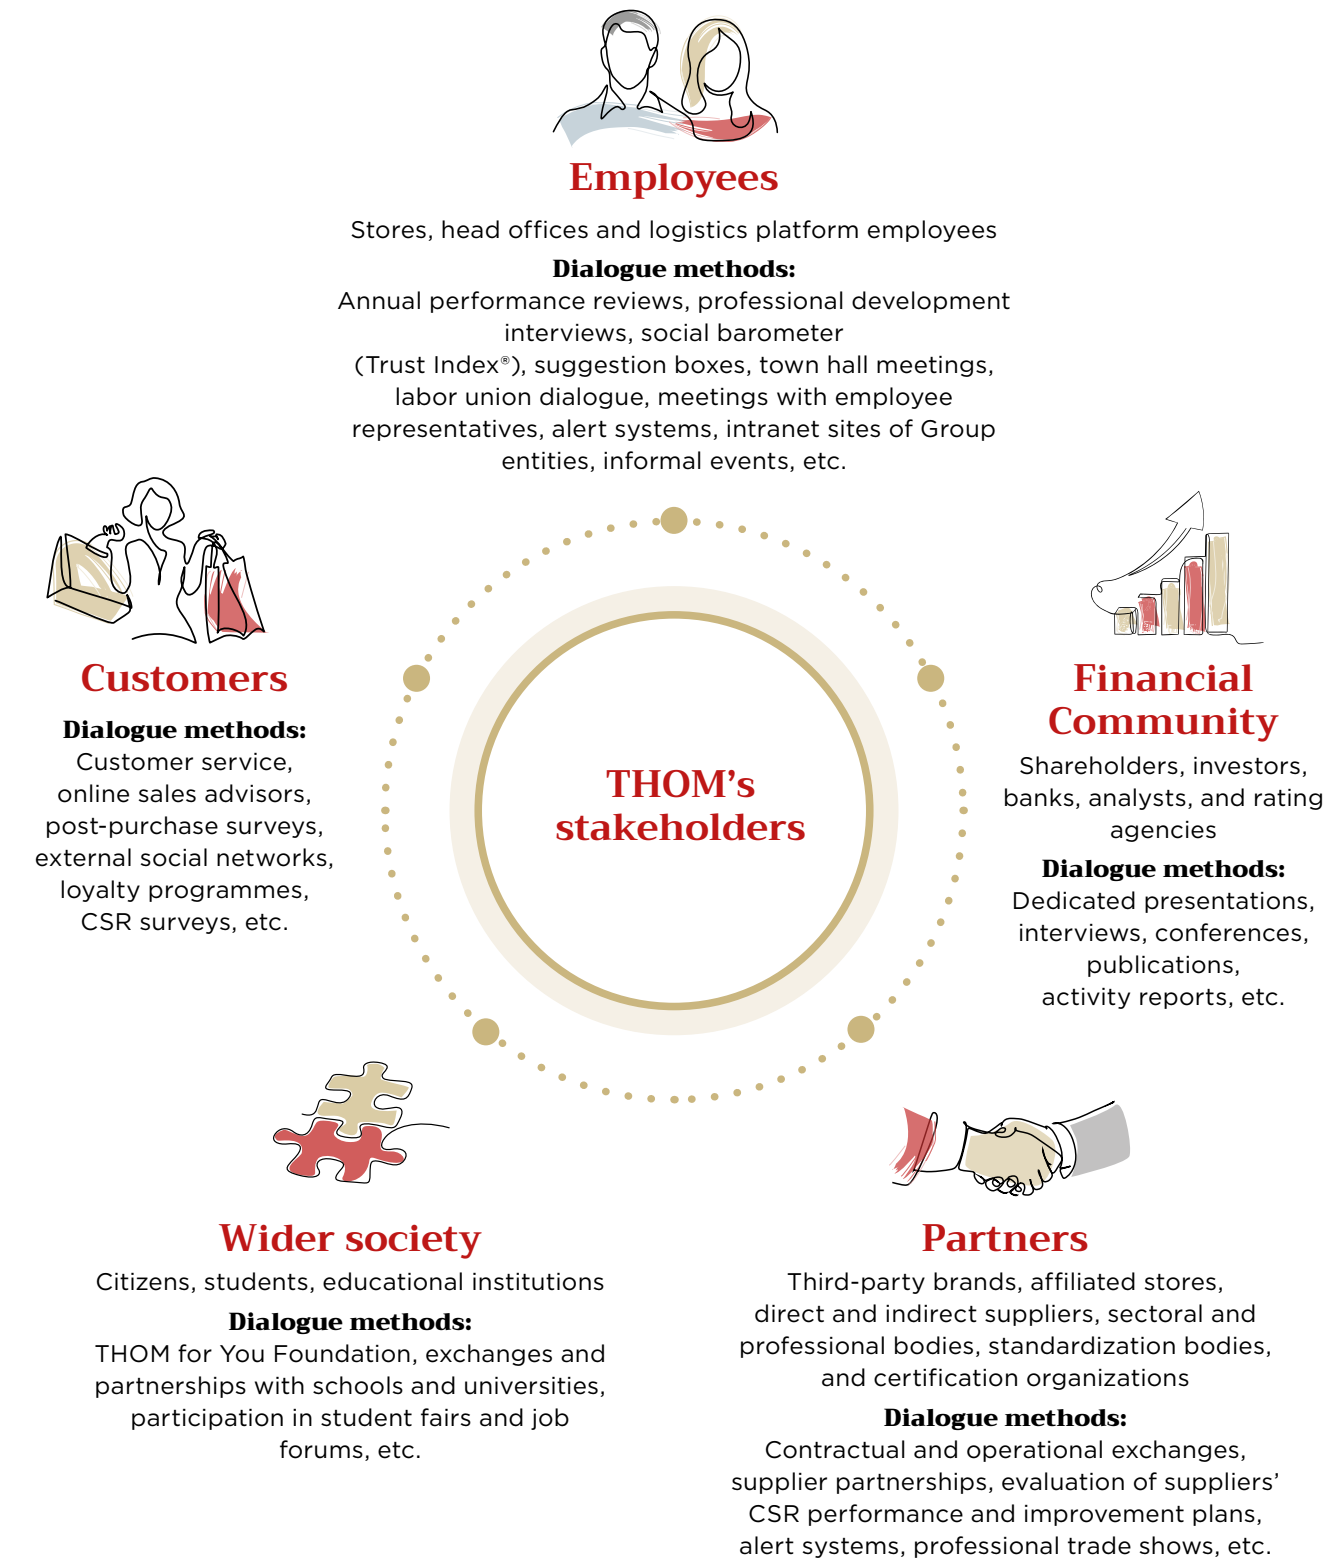 Employees
Stores, head offices and logistics platform employees
Dialogue methods:
Annual performance reviews, professional development
interviews, social barometer
(Trust Index®), suggestion boxes, town hall meetings,
labor union dialogue, meetings with employee
representatives, alert systems, intranet sites of Group
entities, informal events, etc.
Customers
Dialogue methods:
Customer service,
online sales advisors,
post-purchase surveys,
external social networks,
loyalty programmes,
CSR surveys, etc.
THOM's
stakeholders
Financial
Community
Shareholders, investors,
banks, analysts, and rating
agencies
Dialogue methods:
Dedicated presentations,
interviews, conferences,
publications,
activity reports, etc.
Wider society
Citizens, students, educational institutions
Dialogue methods:
THOM for You Foundation, exchanges and
partnerships with schools and universities,
participation in student fairs and job
forums, etc.
Partners
Third-party brands, affiliated stores,
direct and indirect suppliers, sectoral and
professional bodies, standardization bodies,
and certification organizations
Dialogue methods:
Contractual and operational exchanges,
supplier partnerships, evaluation of suppliers'
CSR performance and improvement plans,
alert systems, professional trade shows, etc.